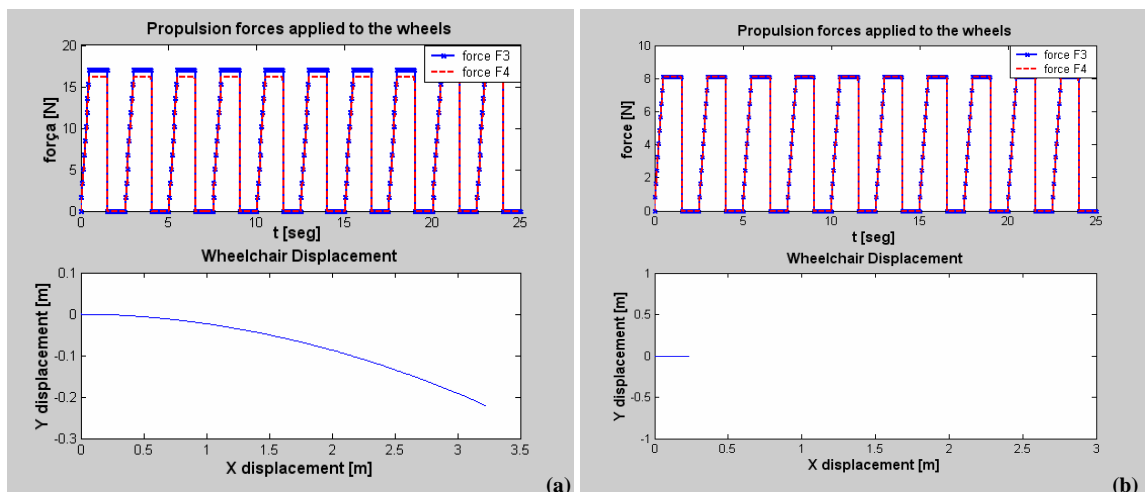 Propulsion forces applied to the wheels
força [N]
20
15
10
5
0
force F3
force F4
0 5 10 15 20 25
t [seg]
Wheelchair Displacement
Y displacement [m]
0.1
0
-0.1
-0.2
-0.3
0 0.5 1 1.5 2 2.5 3 3.5
X displacement [m]
(a)
Propulsion forces applied to the wheels
force [N]
10
8
6
4
2
0
force F3
force F4
0 5 10 15 20 25
t [seg]
Wheelchair Displacement
Y displacement [m]
1
0.5
0
-0.5
-1
0 0.5 1 1.5 2 2.5 3
X displacement [m]
(b)